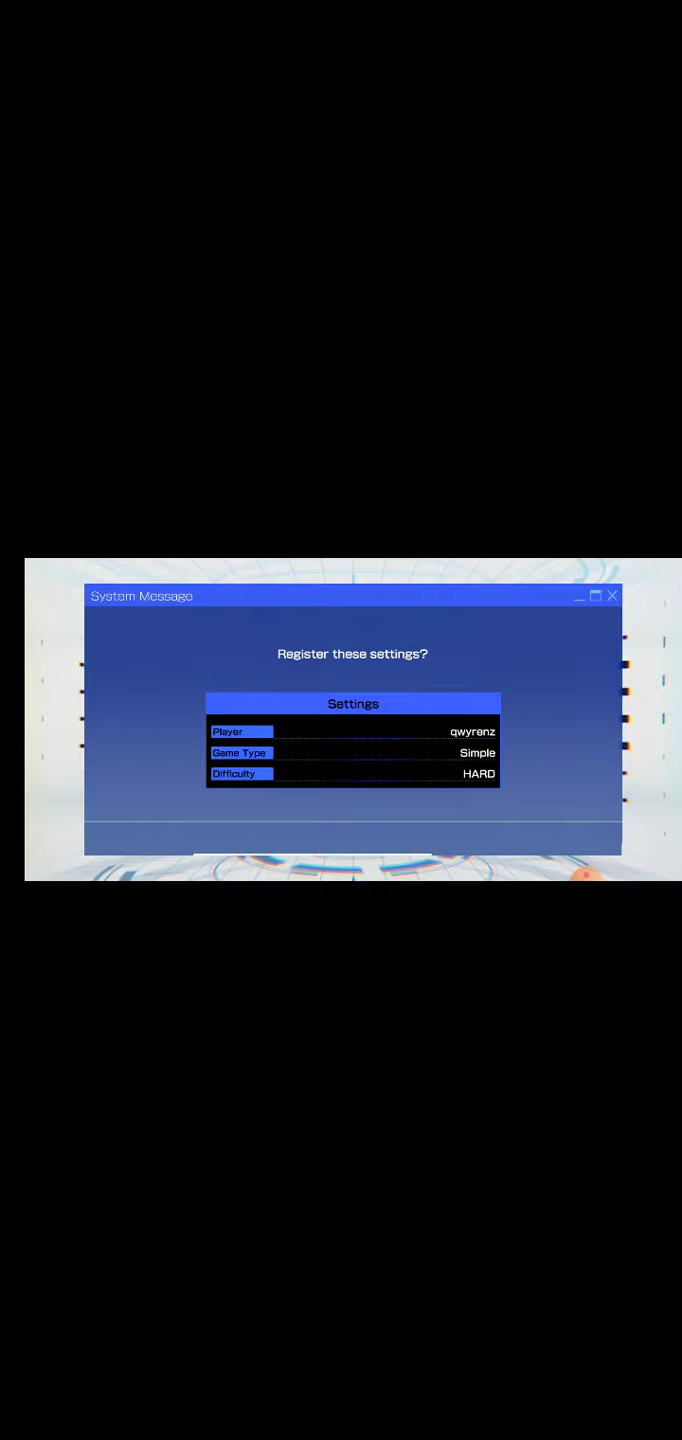 System Message
Register these settings?
Settings
Player qwyrenz
Game Type Simple
Difficulty HARD